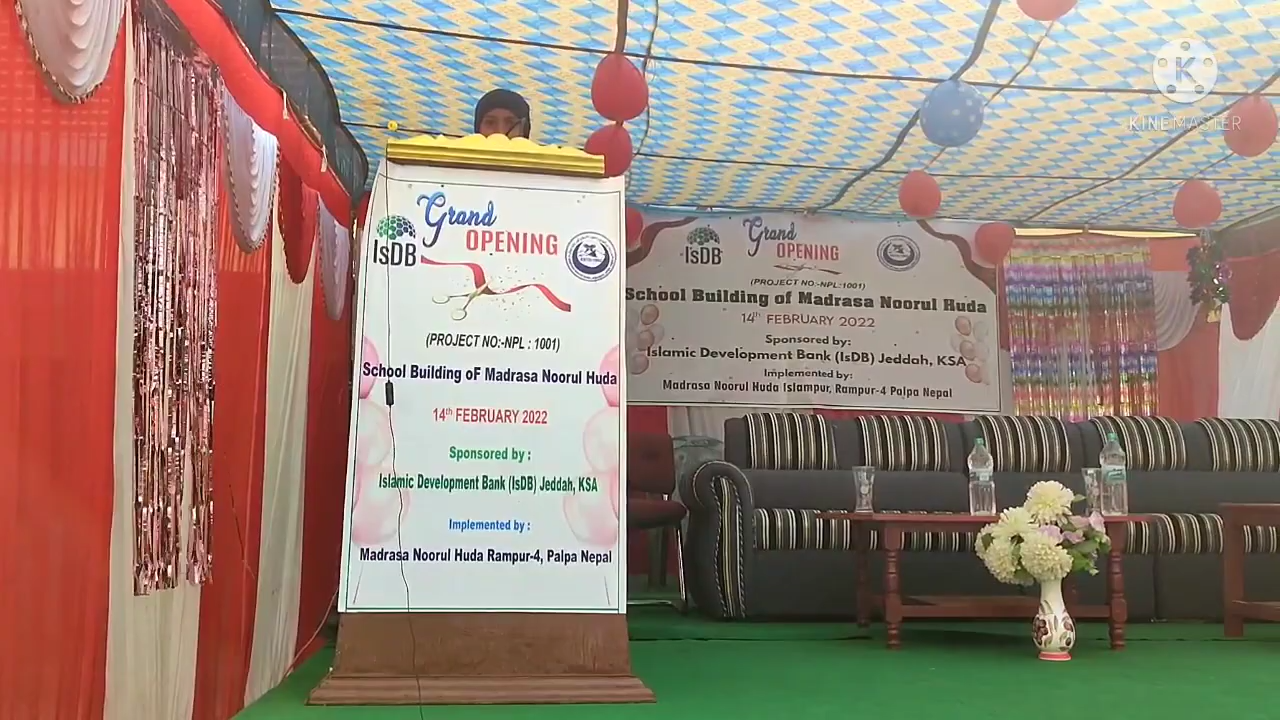 KINEMASTER
Grand
OPENING
IsDB
(PROJECT NO:-NPL : 1001)
School Building oF Madrasa Noorul Huda
14th FEBRUARY 2022
Sponsored by :
Islamic Development Bank (IsDB) Jeddah, KSA
Implemented by :
Madrasa Noorul Huda Rampur-4, Palpa Nepal
Grand
OPENING
IsDB
(PROJECT NO:-NPL:1001)
School Building of Madrasa Noorul Huda
14th FEBRUARY 2022
Sponsored by:
Islamic Development Bank (IsDB) Jeddah, KSA
Implemented by:
Madrasa Noorul Huda Islampur, Rampur-4 Palpa Nepal